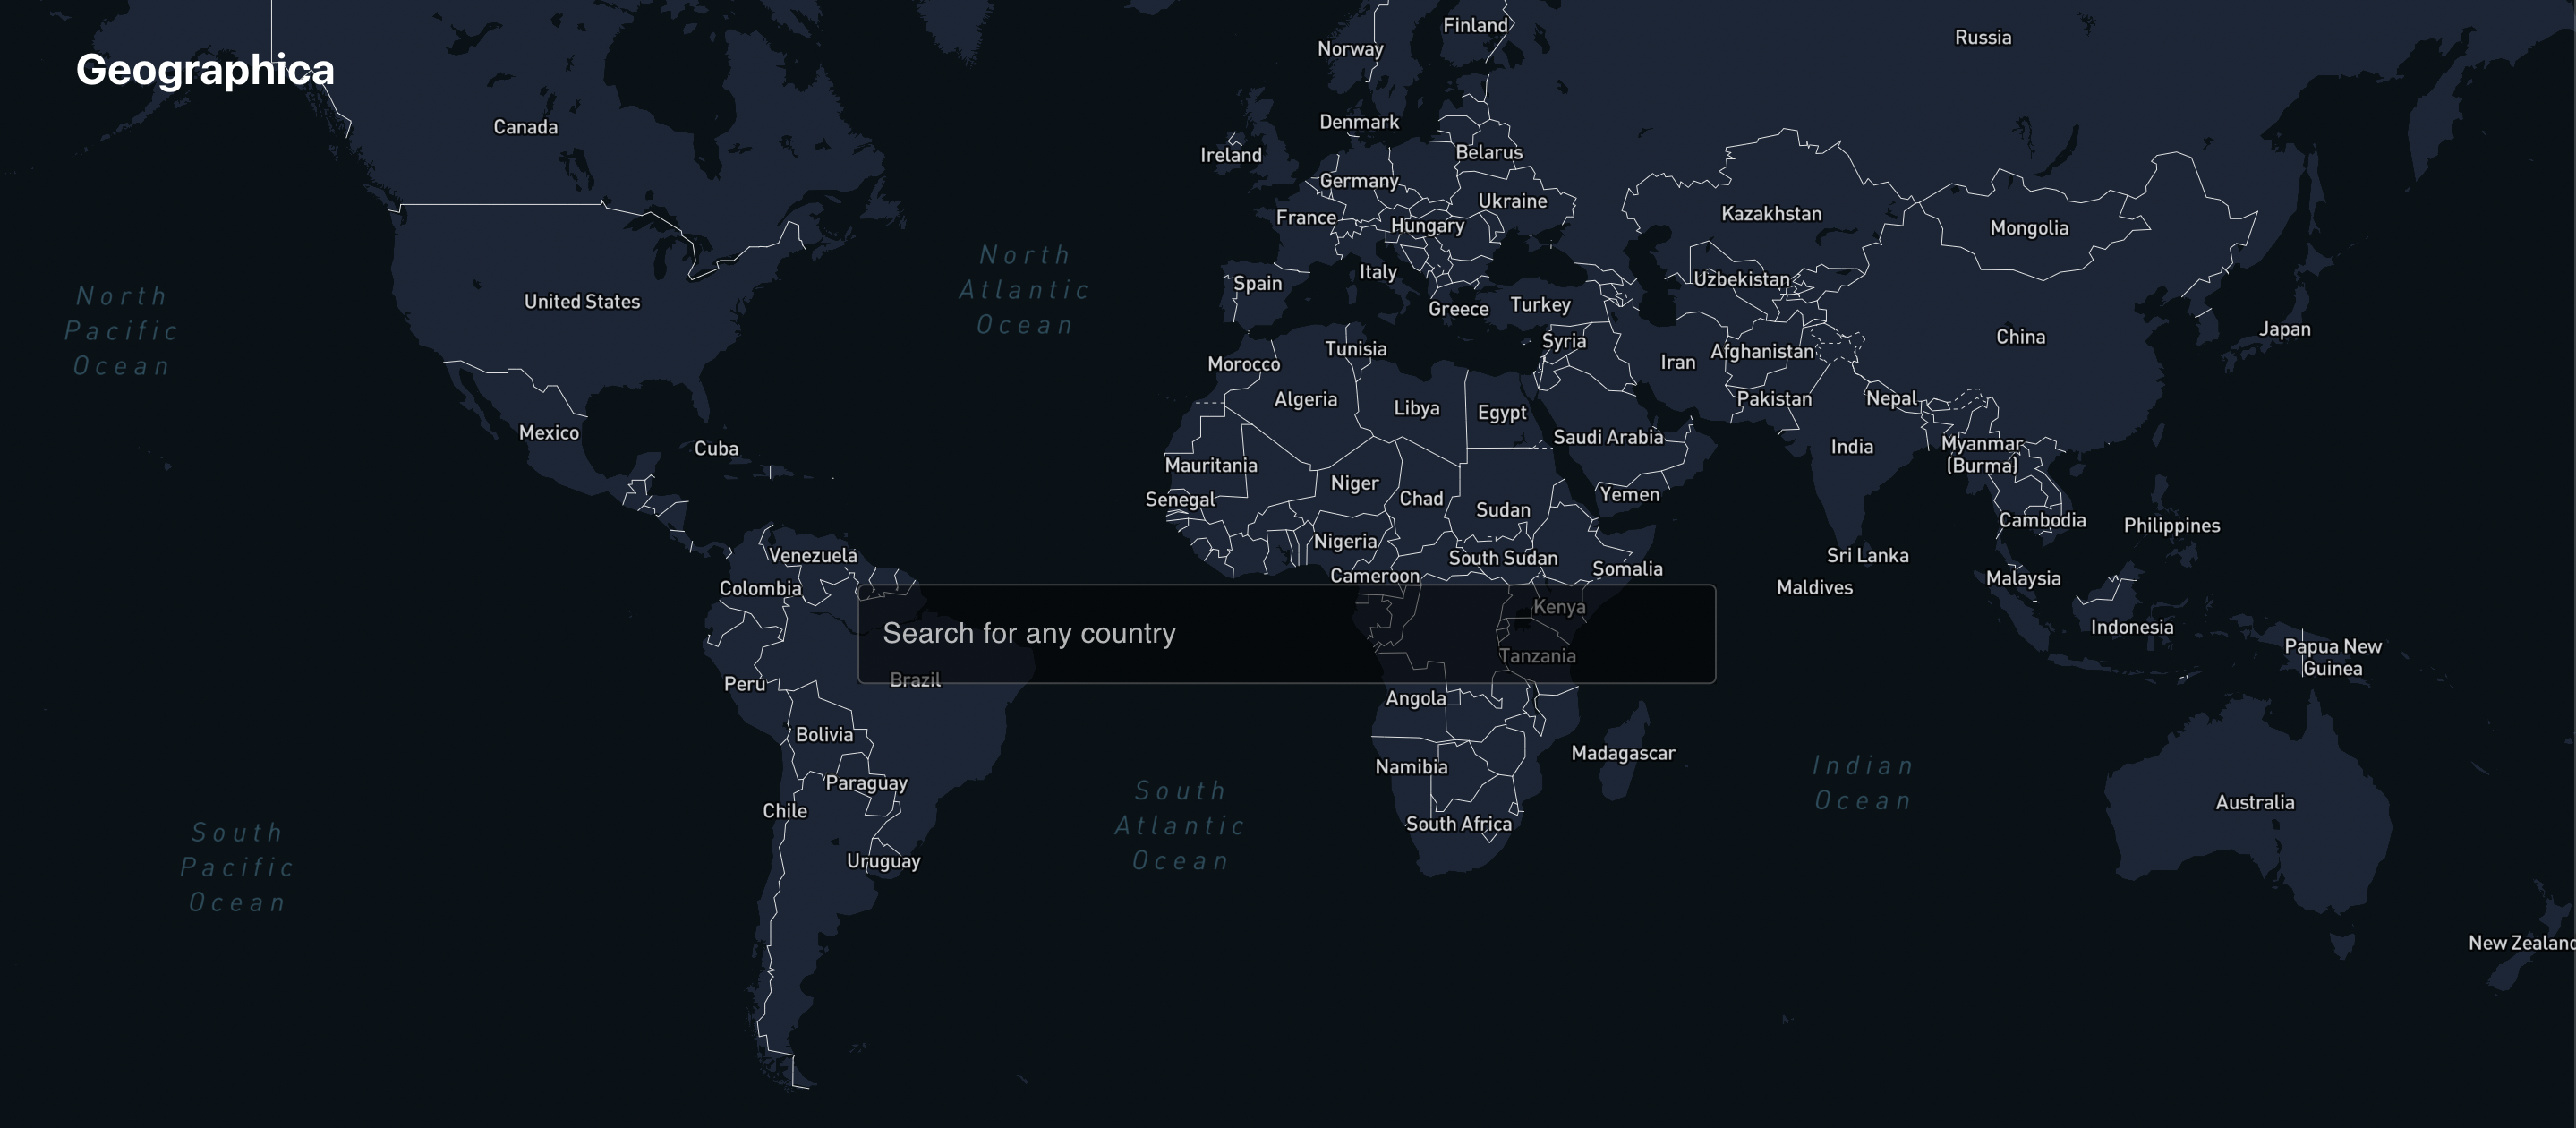 Geographica
Finland
Russia
Norway
Canada
Denmark
Ireland
Belarus
Germany
Ukraine
France
Hungary
Kazakhstan
Mongolia
North
Pacific
Ocean
North
Atlantic
Ocean
Spain
Italy
Greece
Turkey
Uzbekistan
United States
China
Japan
Morocco
Tunisia
Syria
Iran
Afghanistan
Algeria
Libya
Egypt
Pakistan
Nepal
Mexico
Cuba
Saudi Arabia
India
Myanmar
(Burma)
Mauritania
Niger
Chad
Senegal
Sudan
Yemen
Cambodia
Philippines
Nigeria
Venezuela
South Sudan
Somalia
Sri Lanka
Colombia
Cameroon
Maldives
Malaysia
Kenya
Search for any country
Indonesia
Tanzania
Papua New
Guinea
Peru
Brazil
Angola
Bolivia
Madagascar
Namibia
Paraguay
Chile
South
Atlantic
Ocean
Indian
Ocean
Australia
South Africa
South
Pacific
Ocean
Uruguay
New Zealand